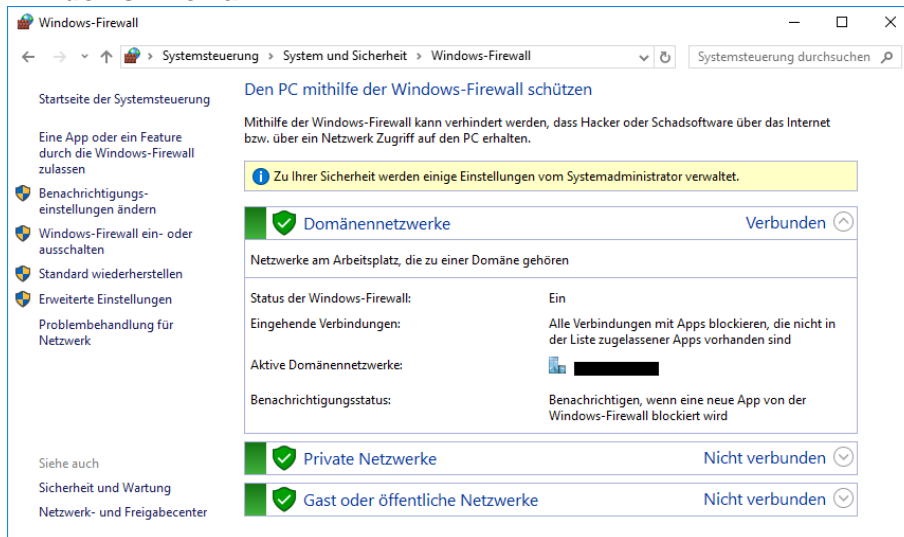 Windows-Firewall
Systemsteuerung › System und Sicherheit › Windows-Firewall
Systemsteuerung durchsuchen
Startseite der Systemsteuerung
Eine App oder ein Feature
durch die Windows-Firewall
zulassen
Benachrichtigungs-
einstellungen ändern
Windows-Firewall ein- oder
ausschalten
Standard wiederherstellen
Erweiterte Einstellungen
Problembehandlung für
Netzwerk
Siehe auch
Sicherheit und Wartung
Netzwerk- und Freigabecenter
Den PC mithilfe der Windows-Firewall schützen
Mithilfe der Windows-Firewall kann verhindert werden, dass Hacker oder Schadsoftware über das Internet
bzw. über ein Netzwerk Zugriff auf den PC erhalten.
Zu Ihrer Sicherheit werden einige Einstellungen vom Systemadministrator verwaltet.
Domänennetzwerke Verbunden
Netzwerke am Arbeitsplatz, die zu einer Domäne gehören
Status der Windows-Firewall: Ein
Eingehende Verbindungen: Alle Verbindungen mit Apps blockieren, die nicht in
der Liste zugelassener Apps vorhanden sind
Aktive Domänennetzwerke:
Benachrichtigungsstatus: Benachrichtigen, wenn eine neue App von der
Windows-Firewall blockiert wird
Private Netzwerke Nicht verbunden
Gast oder öffentliche Netzwerke Nicht verbunden